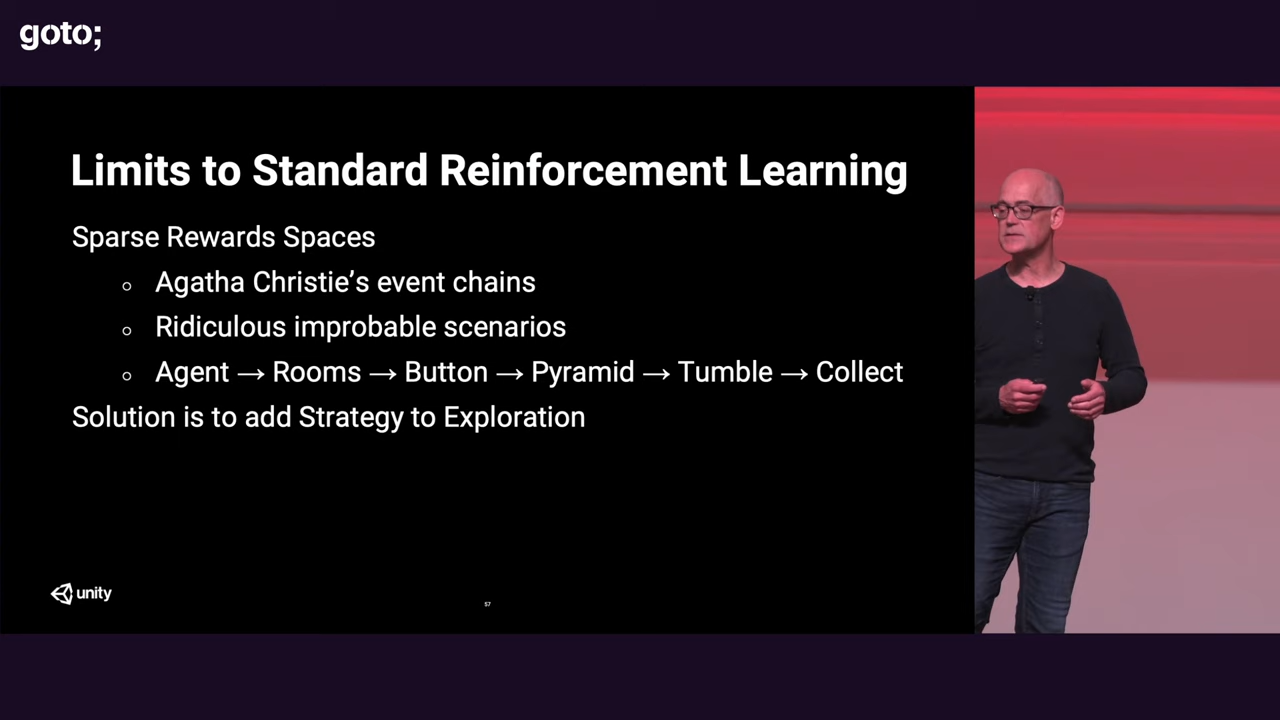 goto;
Limits to Standard Reinforcement Learning
Sparse Rewards Spaces
○ Agatha Christie's event chains
○ Ridiculous improbable scenarios
○ Agent → Rooms → Button → Pyramid → Tumble → Collect
Solution is to add Strategy to Exploration
unity
57